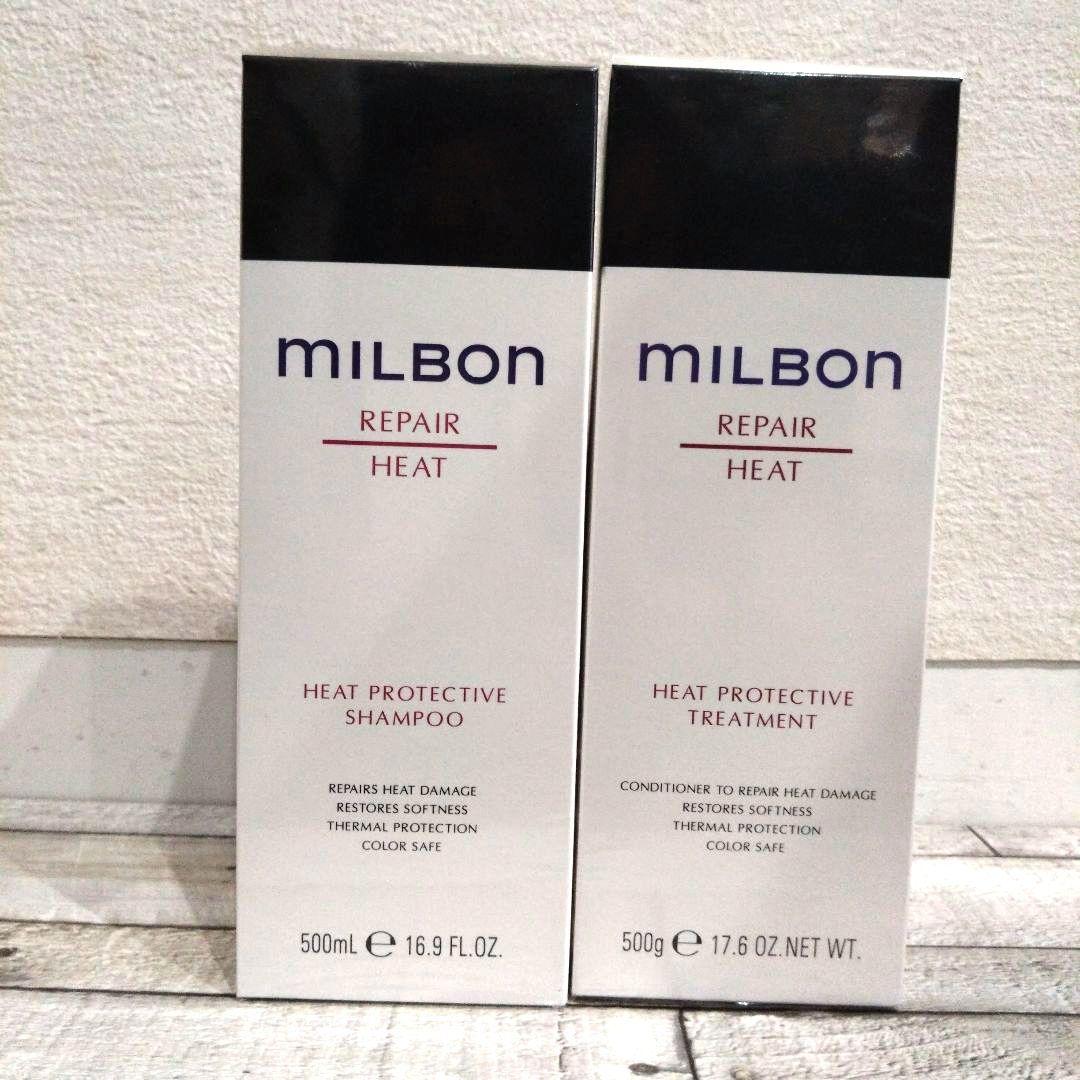 mILBon
REPAIR
HEAT
HEAT PROTECTIVE
SHAMPOO
REPAIRS HEAT DAMAGE
RESTORES SOFTNESS
THERMAL PROTECTION
COLOR SAFE
500mL ℮ 16.9 FL.OZ.
mILBon
REPAIR
HEAT
HEAT PROTECTIVE
TREATMENT
CONDITIONER TO REPAIR HEAT DAMAGE
RESTORES SOFTNESS
THERMAL PROTECTION
COLOR SAFE
500g ℮ 17.6 OZ.NET WT.